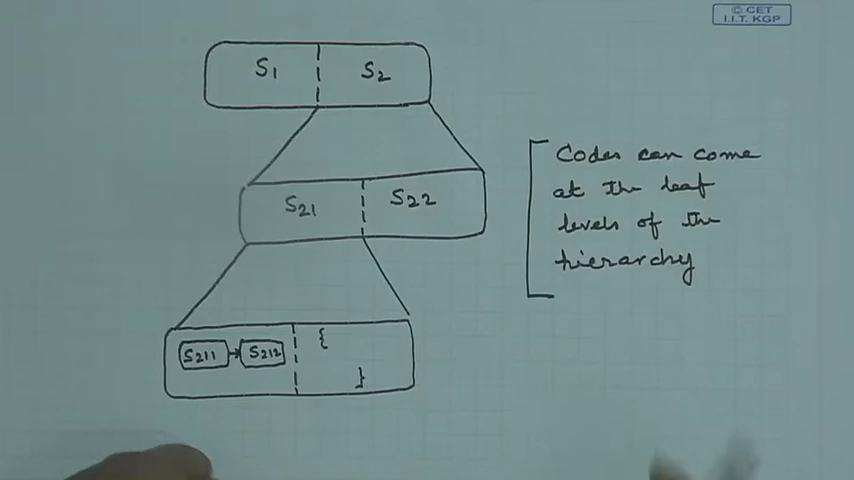 © CET
I.I.T. KGP
S1 S2
S21 S22
S211 S212 {
}
Codes can come
at the leaf
levels of the
hierarchy